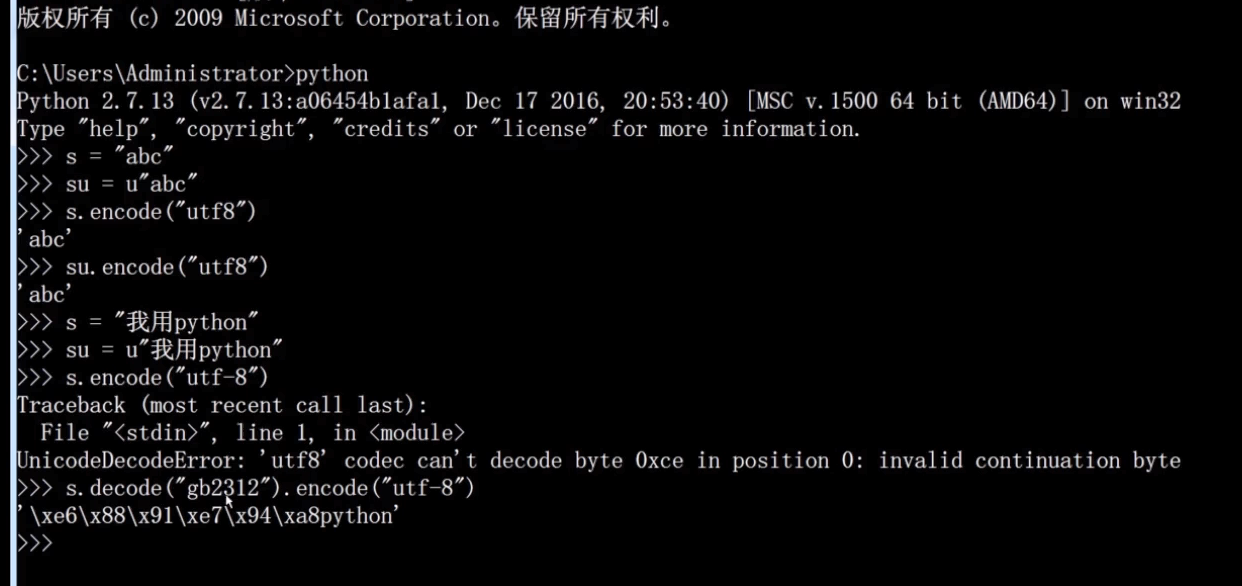 版权所有 (c) 2009 Microsoft Corporation。保留所有权利。
C:\Users\Administrator>python
Python 2.7.13 (v2.7.13:a06454b1afa1, Dec 17 2016, 20:53:40) [MSC v.1500 64 bit (AMD64)] on win32
Type "help", "copyright", "credits" or "license" for more information.
>>> s = "abc"
>>> su = u"abc"
>>> s.encode("utf8")
'abc'
>>> su.encode("utf8")
'abc'
>>> s = "我用python"
>>> su = u"我用python"
>>> s.encode("utf-8")
Traceback (most recent call last):
  File "<stdin>", line 1, in <module>
UnicodeDecodeError: 'utf8' codec can't decode byte 0xce in position 0: invalid continuation byte
>>> s.decode("gb2312").encode("utf-8")
'\xe6\x88\x91\xe7\x94\xa8python'
>>>